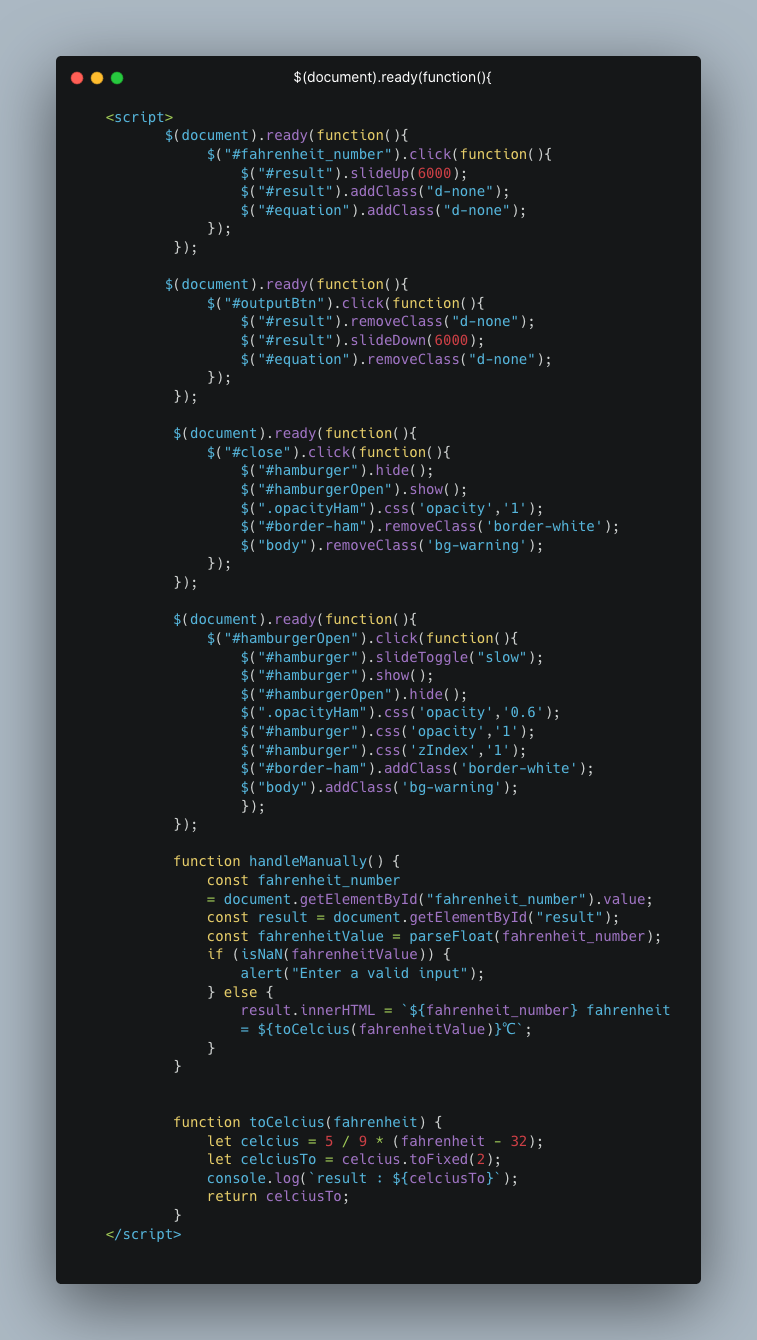 $(document).ready(function(){
<script>
$(document).ready(function(){
$("#fahrenheit_number").click(function(){
$("#result").slideUp(6000);
$("#result").addClass("d-none");
$("#equation").addClass("d-none");
});
});
$(document).ready(function(){
$("#outputBtn").click(function(){
$("#result").removeClass("d-none");
$("#result").slideDown(6000);
$("#equation").removeClass("d-none");
});
});
$(document).ready(function(){
$("#close").click(function(){
$("#hamburger").hide();
$("#hamburgerOpen").show();
$(".opacityHam").css('opacity','1');
$("#border-ham").removeClass('border-white');
$("body").removeClass('bg-warning');
});
});
$(document).ready(function(){
$("#hamburgerOpen").click(function(){
$("#hamburger").slideToggle("slow");
$("#hamburger").show();
$("#hamburgerOpen").hide();
$(".opacityHam").css('opacity','0.6');
$("#hamburger").css('opacity','1');
$("#hamburger").css('zIndex','1');
$("#border-ham").addClass('border-white');
$("body").addClass('bg-warning');
});
});
function handleManually() {
const fahrenheit_number
= document.getElementById("fahrenheit_number").value;
const result = document.getElementById("result");
const fahrenheitValue = parseFloat(fahrenheit_number);
if (isNaN(fahrenheitValue)) {
alert("Enter a valid input");
} else {
result.innerHTML = `${fahrenheit_number} fahrenheit
= ${toCelcius(fahrenheitValue)}℃`;
}
}
function toCelcius(fahrenheit) {
let celcius = 5 / 9 * (fahrenheit - 32);
let celciusTo = celcius.toFixed(2);
console.log(`result : ${celciusTo}`);
return celciusTo;
}
</script>